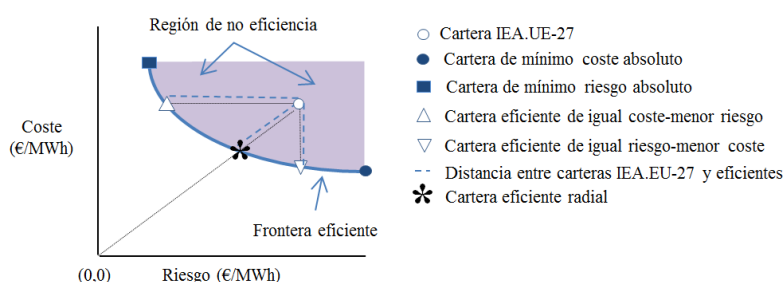 Región de no eficiencia
Coste
(€/MWh)
Frontera eficiente
(0,0)
Riesgo (€/MWh)
Cartera IEA.UE-27
Cartera de mínimo coste absoluto
Cartera de mínimo riesgo absoluto
Cartera eficiente de igual coste-menor riesgo
Cartera eficiente de igual riesgo-menor coste
Distancia entre carteras IEA.EU-27 y eficientes
Cartera eficiente radial